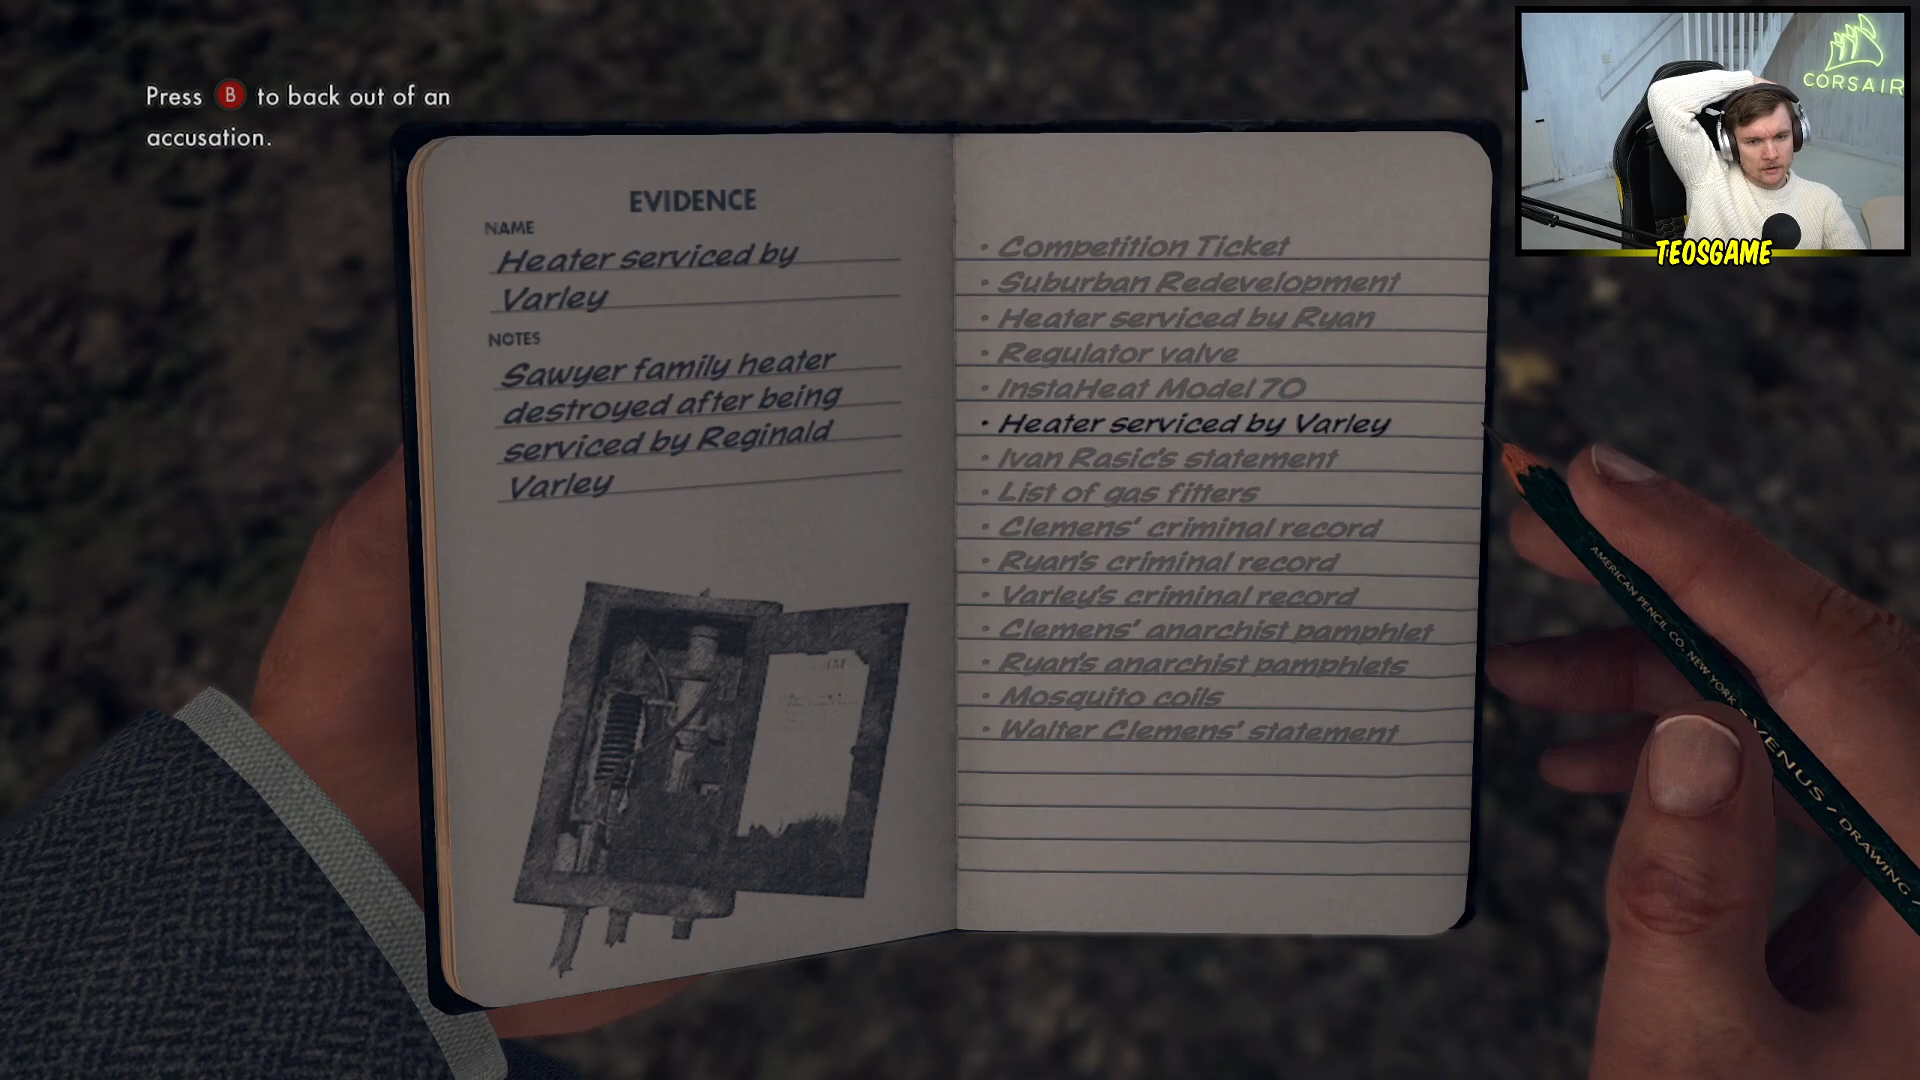 Press B to back out of an
accusation.
CORSAIR
TEOSGAME
EVIDENCE
NAME
Heater serviced by
Varley
NOTES
Sawyer family heater
destroyed after being
serviced by Reginald
Varley
• Competition Ticket
• Suburban Redevelopment
• Heater serviced by Ryan
• Regulator valve
• InstaHeat Model 70
• Heater serviced by Varley
• Ivan Rasic's statement
• List of gas fitters
• Clemens' criminal record
• Ryan's criminal record
• Varley's criminal record
• Clemens' anarchist pamphlet
• Ryan's anarchist pamphlets
• Mosquito coils
• Walter Clemens' statement
AMERICAN PENCIL CO. NEW YORK VENUS / DRAWING